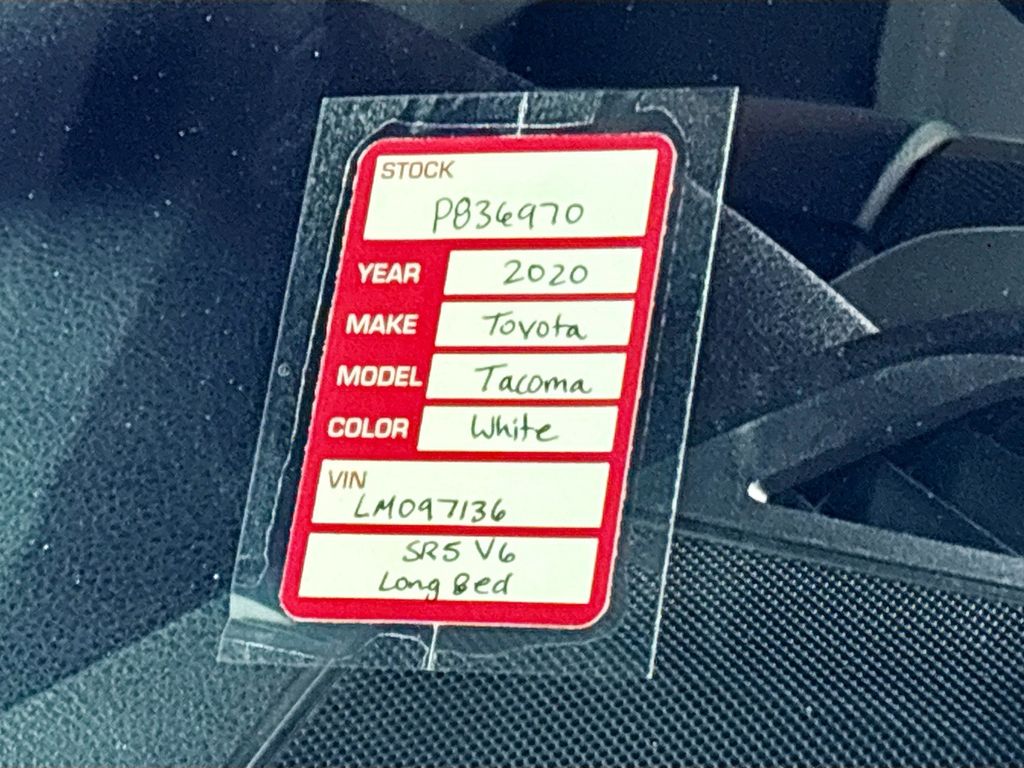 STOCK
P836970
YEAR 2020
MAKE Toyota
MODEL Tacoma
COLOR White
VIN
LM097136
SR5 V6
Long Bed